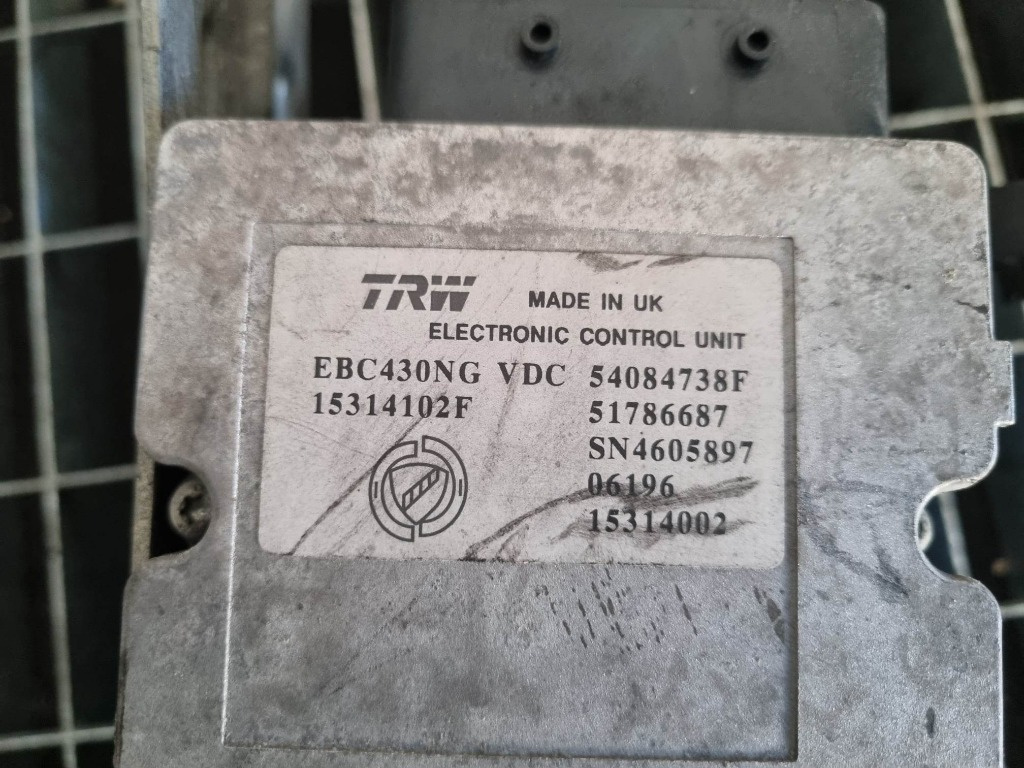 TRW MADE IN UK
ELECTRONIC CONTROL UNIT
EBC430NG VDC 54084738F
15314102F 51786687
SN4605897
06196
15314002